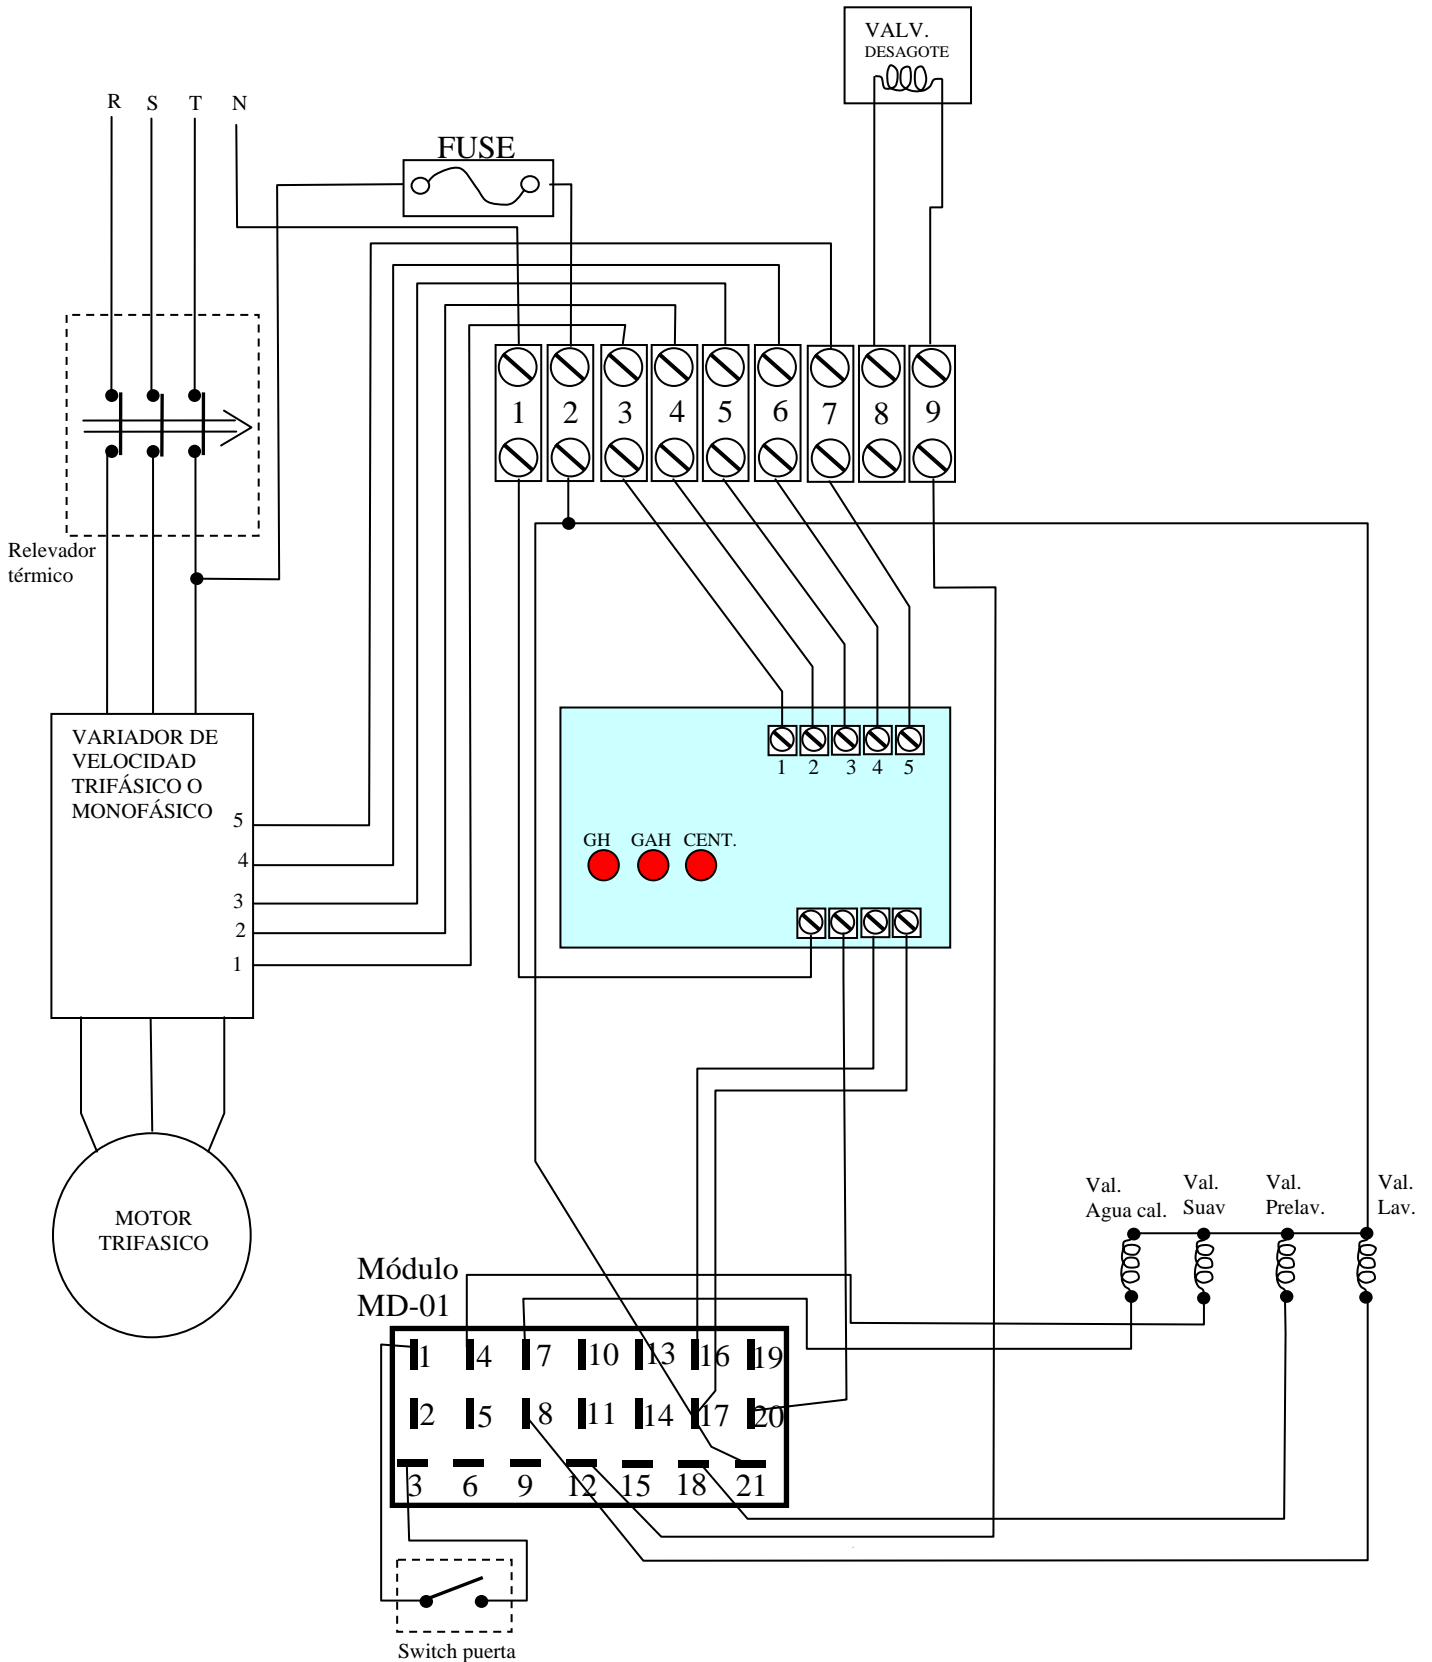 VALV.
DESAGOTE
R S T N
FUSE
1 2 3 4 5 6 7 8 9
Relevador
térmico
VARIADOR DE
VELOCIDAD
TRIFÁSICO O
MONOFÁSICO
5
4
3
2
1
1 2 3 4 5
GH GAH CENT.
MOTOR
TRIFASICO
Val.
Agua cal.
Val.
Suav
Val.
Prelav.
Val.
Lav.
Módulo
MD-01
1 4 7 10 13 16 19
2 5 8 11 14 17 20
3 6 9 12 15 18 21
Switch puerta